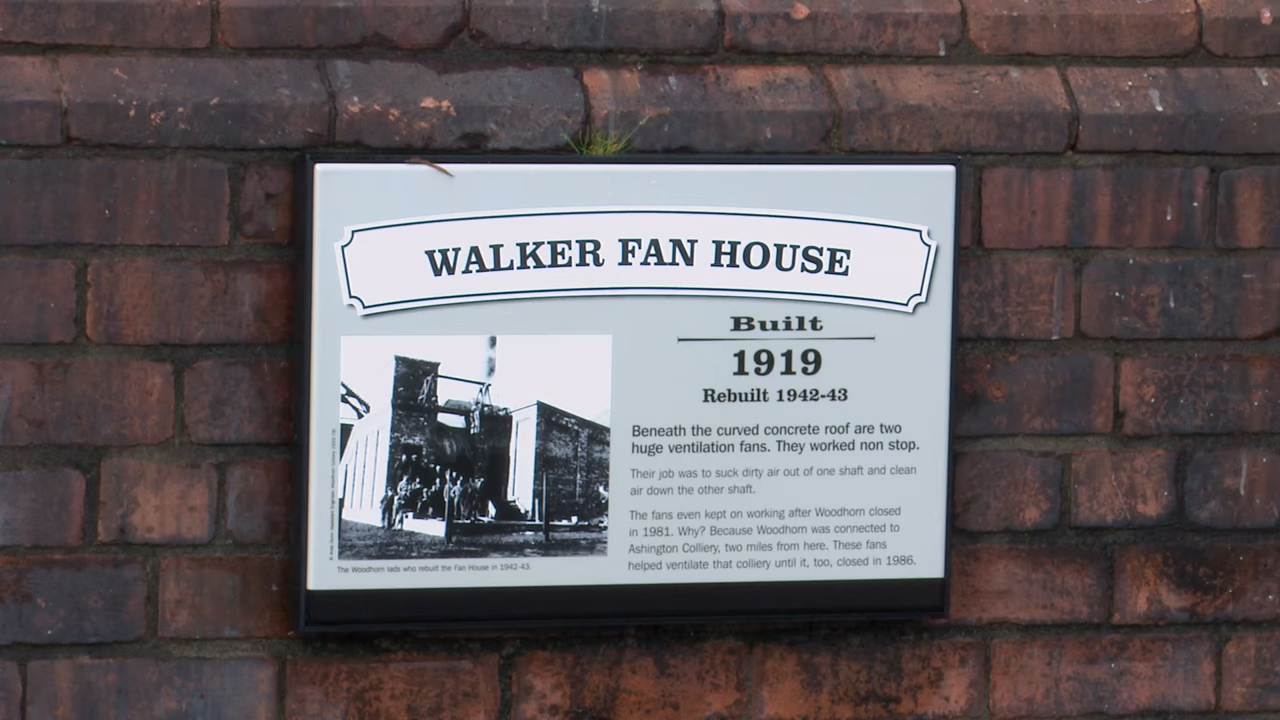 WALKER FAN HOUSE
Built
1919
Rebuilt 1942-43
Beneath the curved concrete roof are two
huge ventilation fans. They worked non stop.
Their job was to suck dirty air out of one shaft and clean
air down the other shaft.
The fans even kept on working after Woodhorn closed
in 1981. Why? Because Woodhorn was connected to
Ashington Colliery, two miles from here. These fans
helped ventilate that colliery until it, too, closed in 1986.
The Woodhorn lads who rebuilt the Fan House in 1942-43.